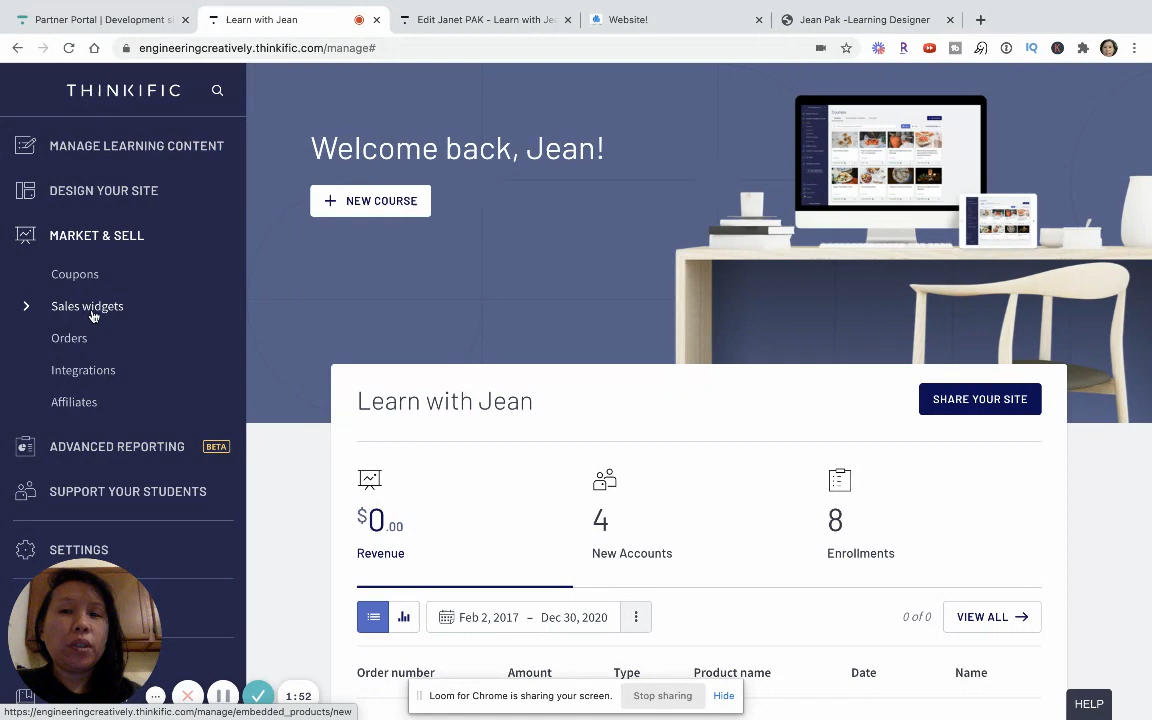 Partner Portal | Development si
Learn with Jean
Edit Janet PAK - Learn with Je
Website!
Jean Pak -Learning Designer
engineeringcreatively.thinkific.com/manage#
THINKIFIC
MANAGE LEARNING CONTENT
DESIGN YOUR SITE
MARKET & SELL
Coupons
Sales widgets
Orders
Integrations
Affiliates
ADVANCED REPORTING BETA
SUPPORT YOUR STUDENTS
SETTINGS
Welcome back, Jean!
+ NEW COURSE
Learn with Jean
SHARE YOUR SITE
$0.00
4
8
Revenue
New Accounts
Enrollments
Feb 2, 2017 – Dec 30, 2020
0 of 0
VIEW ALL
Order number Amount Type Product name Date Name
1:52
Loom for Chrome is sharing your screen.
Stop sharing
Hide
HELP
https://engineeringcreatively.thinkific.com/manage/embedded_products/new